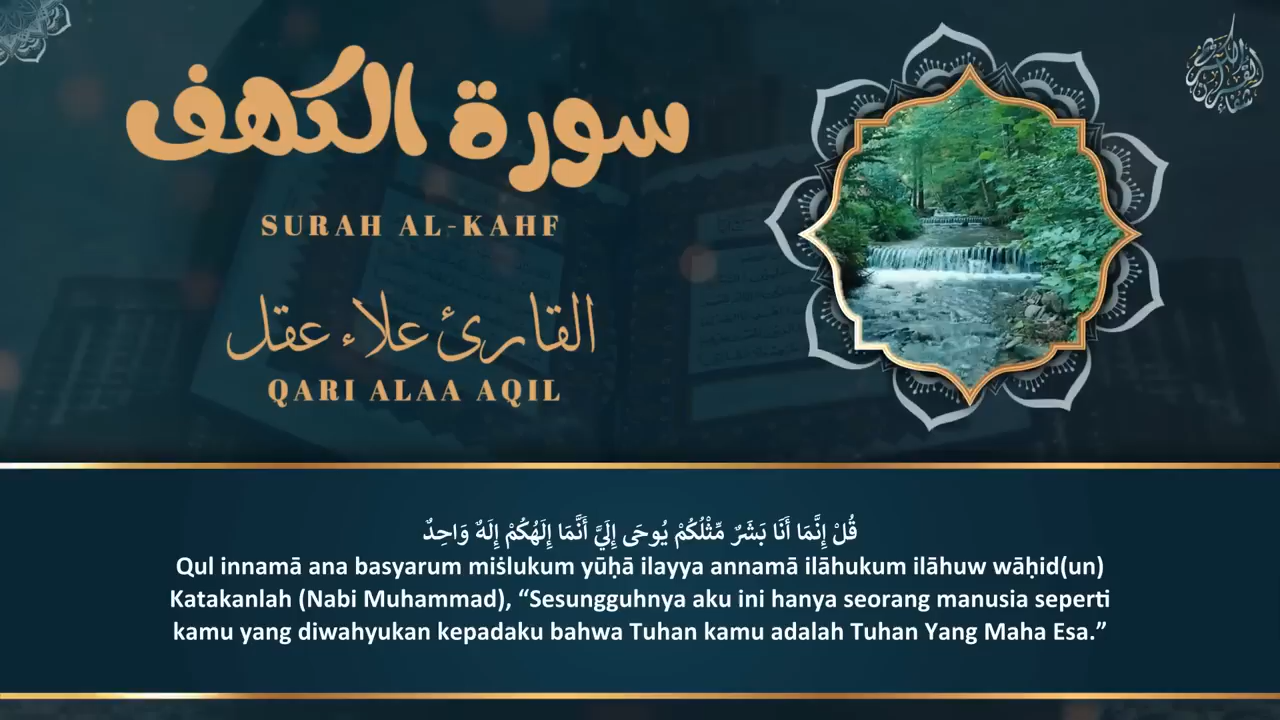 سورة الكهف
SURAH AL-KAHF
القارئ علاء عقل
QARI ALAA AQIL
قُلْ إِنَّمَا أَنَا بَشَرٌ مِّثْلُكُمْ يُوحَى إِلَيَّ أَنَّمَا إِلَهُكُمْ إِلَهٌ وَاحِدٌ
Qul innamā ana basyarum miṡlukum yūḥā ilayya annamā ilāhukum ilāhuw wāḥid(un)
Katakanlah (Nabi Muhammad), “Sesungguhnya aku ini hanya seorang manusia seperti
kamu yang diwahyukan kepadaku bahwa Tuhan kamu adalah Tuhan Yang Maha Esa.”